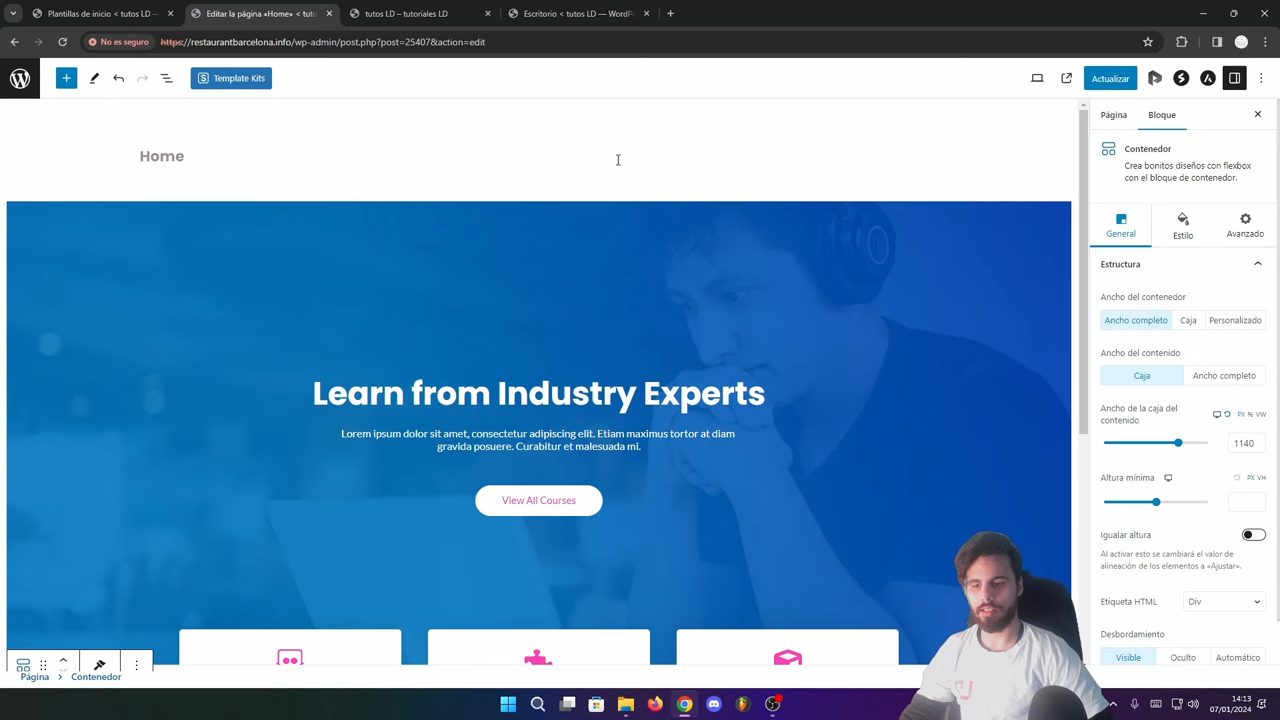 Plantillas de inicio < tutos LD –
Editar la página «Home» < tuto
tutos LD – tutoriales LD
Escritorio < tutos LD — WordPr
No es seguro
https://restaurantbarcelona.info/wp-admin/post.php?post=25407&action=edit
Template Kits
Actualizar
Página
Bloque
Home
Contenedor
Crea bonitos diseños con flexbox
con el bloque de contenedor.
General
Estilo
Avanzado
Estructura
Ancho del contenedor
Ancho completo
Caja
Personalizado
Ancho del contenido
Caja
Ancho completo
Ancho de la caja del
contenido
PX % VW
1140
Altura mínima
PX VH
Igualar altura
Al activar esto se cambiará el valor de
alineación de los elementos a «Ajustar».
Etiqueta HTML
Div
Desbordamiento
Visible
Oculto
Automático
Learn from Industry Experts
Lorem ipsum dolor sit amet, consectetur adipiscing elit. Etiam maximus tortor at diam
gravida posuere. Curabitur et malesuada mi.
View All Courses
Página
Contenedor
14:13
07/01/2024